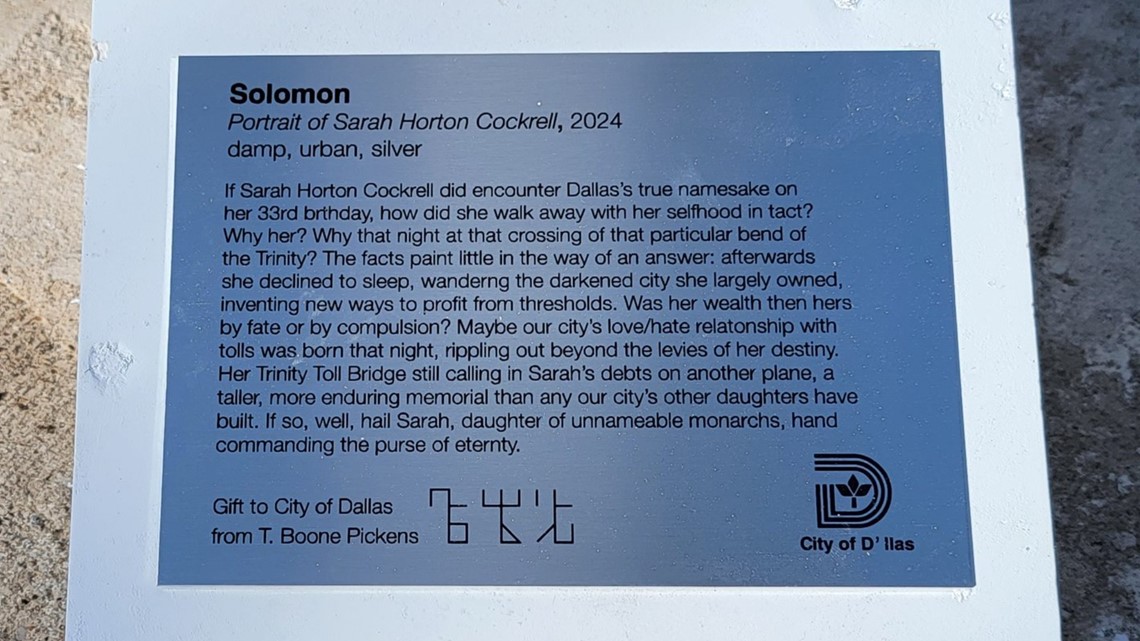 Solomon
Portrait of Sarah Horton Cockrell, 2024
damp, urban, silver
If Sarah Horton Cockrell did encounter Dallas's true namesake on
her 33rd brthday, how did she walk away with her selfhood in tact?
Why her? Why that night at that crossing of that particular bend of
the Trinity? The facts paint little in the way of an answer: afterwards
she declined to sleep, wanderng the darkened city she largely owned,
inventing new ways to profit from thresholds. Was her wealth then hers
by fate or by compulsion? Maybe our city's love/hate relatonship with
tolls was born that night, rippling out beyond the levies of her destiny.
Her Trinity Toll Bridge still calling in Sarah's debts on another plane, a
taller, more enduring memorial than any our city's other daughters have
built. If so, well, hail Sarah, daughter of unnameable monarchs, hand
commanding the purse of eternty.
Gift to City of Dallas
from T. Boone Pickens
City of D' llas